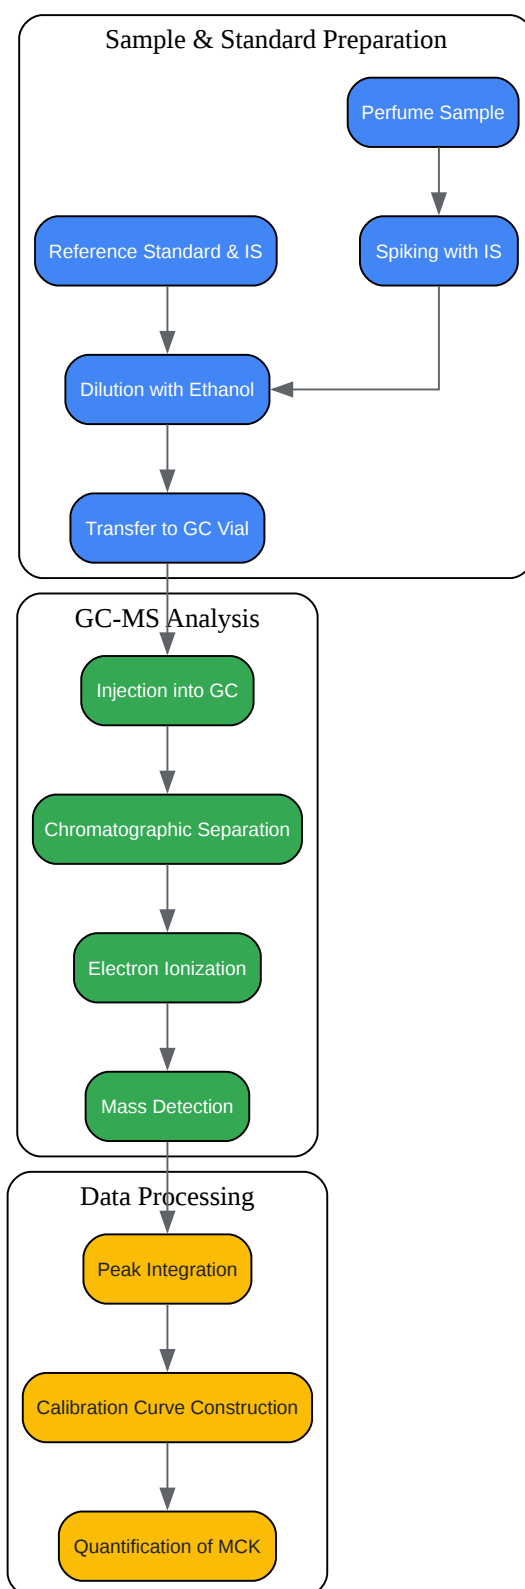 Sample & Standard Preparation
Perfume Sample
Reference Standard & IS
Spiking with IS
Dilution with Ethanol
Transfer to GC Vial
GC-MS Analysis
Injection into GC
Chromatographic Separation
Electron Ionization
Mass Detection
Data Processing
Peak Integration
Calibration Curve Construction
Quantification of MCK